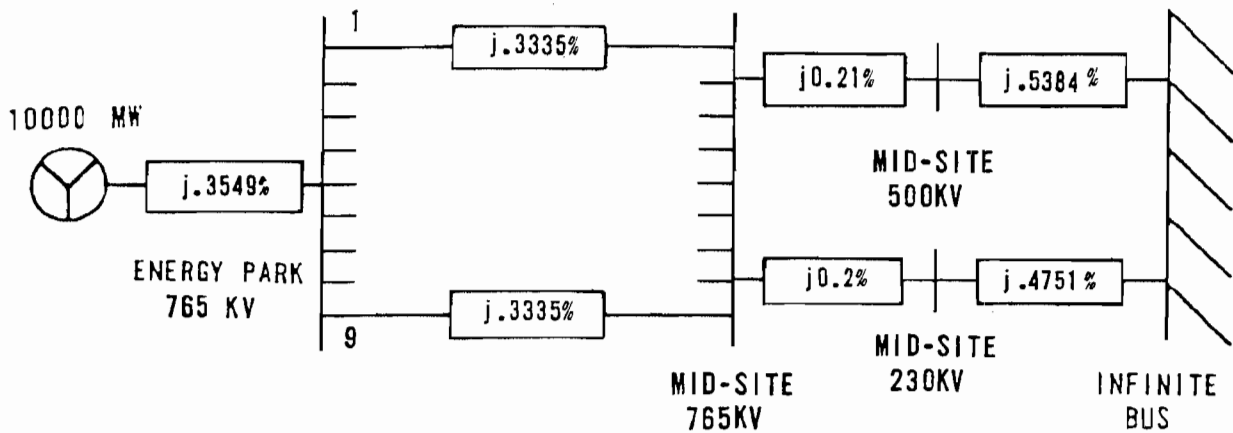 1
j.3335%
j0.21%
j.5384%
10000 MW
MID-SITE
500KV
j.3549%
ENERGY PARK
765 KV
j0.2%
j.4751%
j.3335%
9
MID-SITE
230KV
MID-SITE
765KV
INFINITE
BUS